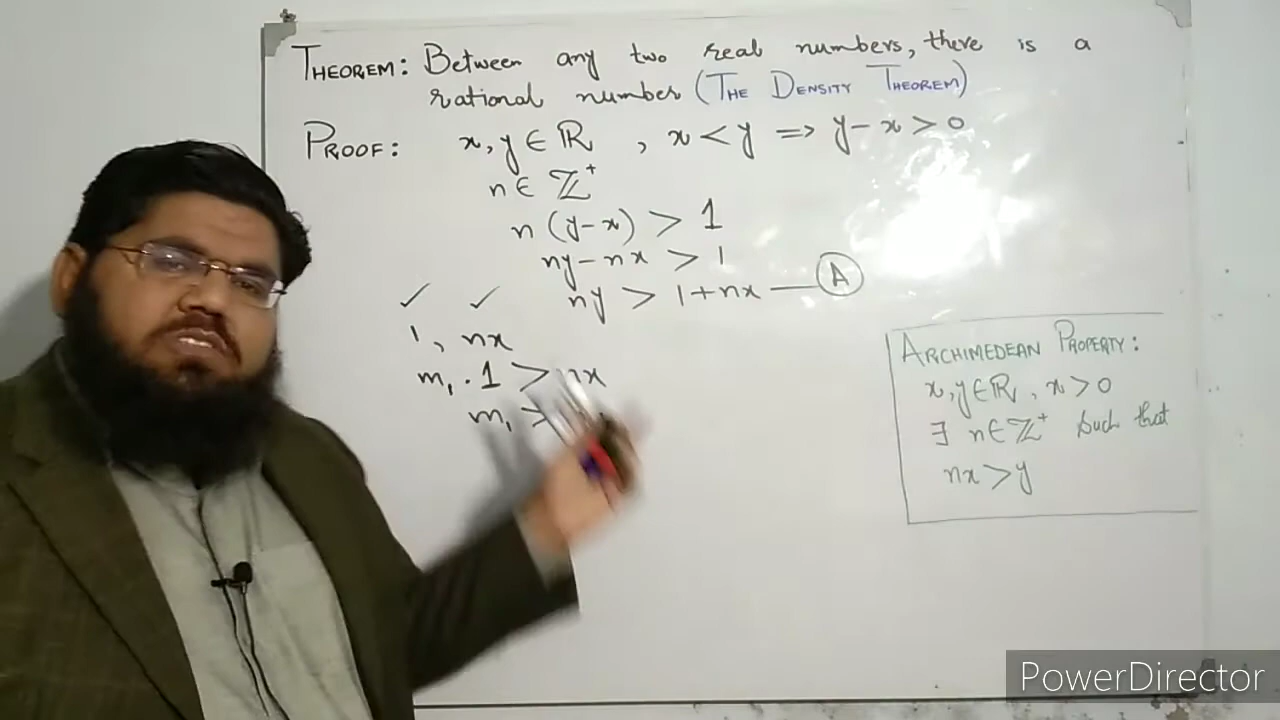 THEOREM: Between any two real numbers, there is a
rational number (THE DENSITY THEOREM)
PROOF: x, y ∈ ℝ , x < y ⇒ y - x > 0
n ∈ ℤ⁺
n (y-x) > 1
ny - nx > 1
ny > 1 + nx — A
✓ ✓
1, nx
m₁ . 1 > nx
m₁ >
ARCHIMEDEAN PROPERTY:
x, y ∈ ℝ, x > 0
∃ n ∈ ℤ⁺ such that
nx > y
PowerDirector